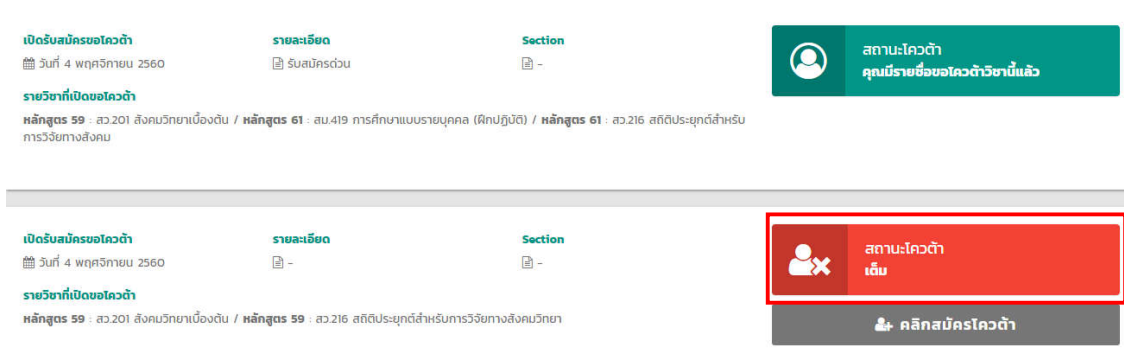 เปิดรับสมัครขอโควต้า
วันที่ 4 พฤศจิกายน 2560
รายละเอียด
รับสมัครด่วน
Section
-
รายวิชาที่เปิดขอโควต้า
หลักสูตร 59 : สว.201 สังคมวิทยาเบื้องต้น / หลักสูตร 61 : สม.419 การศึกษาแบบรายบุคคล (ฝึกปฏิบัติ) / หลักสูตร 61 : สว.216 สถิติประยุกต์สำหรับ
การวิจัยทางสังคม
สถานะโควต้า
คุณมีรายชื่อขอโควต้าวิชานี้แล้ว
เปิดรับสมัครขอโควต้า
วันที่ 4 พฤศจิกายน 2560
รายละเอียด
-
Section
-
รายวิชาที่เปิดขอโควต้า
หลักสูตร 59 : สว.201 สังคมวิทยาเบื้องต้น / หลักสูตร 59 : สว.216 สถิติประยุกต์สำหรับการวิจัยทางสังคมวิทยา
สถานะโควต้า
เต็ม
คลิกสมัครโควต้า